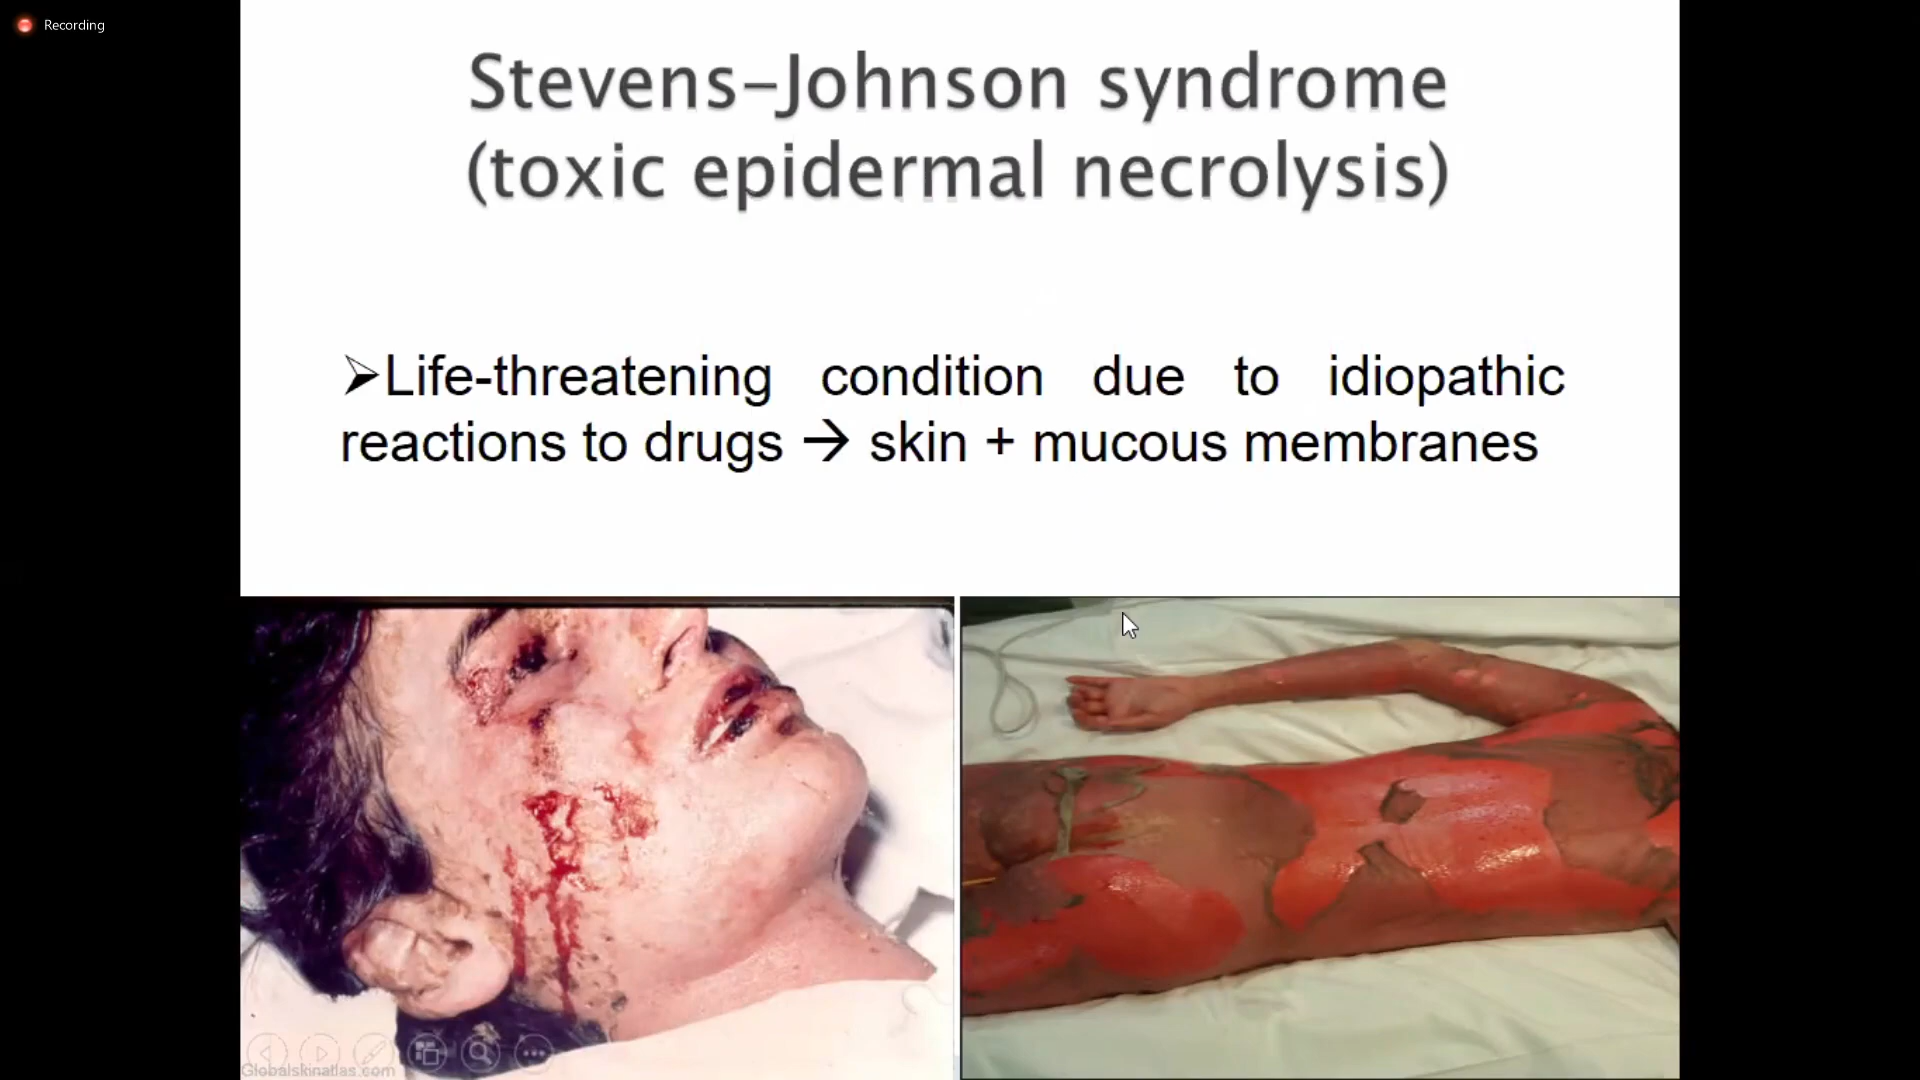 Recording
Stevens-Johnson syndrome
(toxic epidermal necrolysis)
➢Life-threatening condition due to idiopathic
reactions to drugs → skin + mucous membranes
Globalskinatlas.com